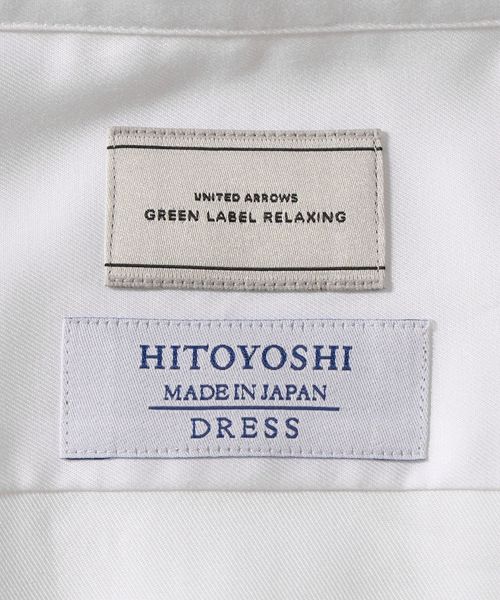 UNITED ARROWS
GREEN LABEL RELAXING
HITOYOSHI
MADE IN JAPAN
DRESS